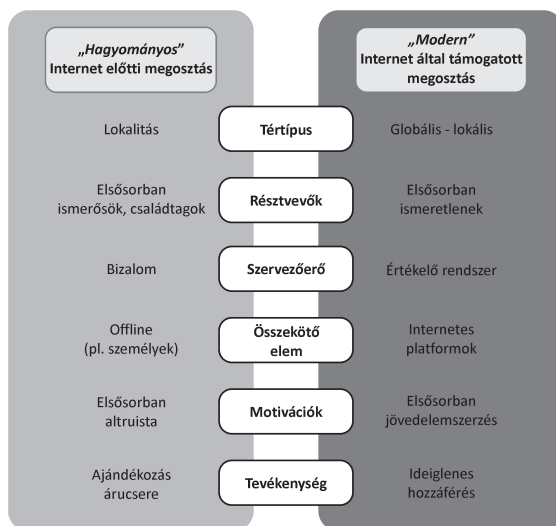 „Hagyományos”
Internet előtti megosztás
„Modern”
Internet által támogatott
megosztás
Lokalitás
Tértípus
Globális - lokális
Elsősorban
ismerősök, családtagok
Résztvevők
Elsősorban
ismeretlenek
Bizalom
Szervezőerő
Értékelő rendszer
Offline
(pl. személyek)
Összekötő
elem
Internetes
platformok
Elsősorban
altruista
Motivációk
Elsősorban
jövedelemszerzés
Ajándékozás
árucsere
Tevékenység
Ideiglenes
hozzáférés